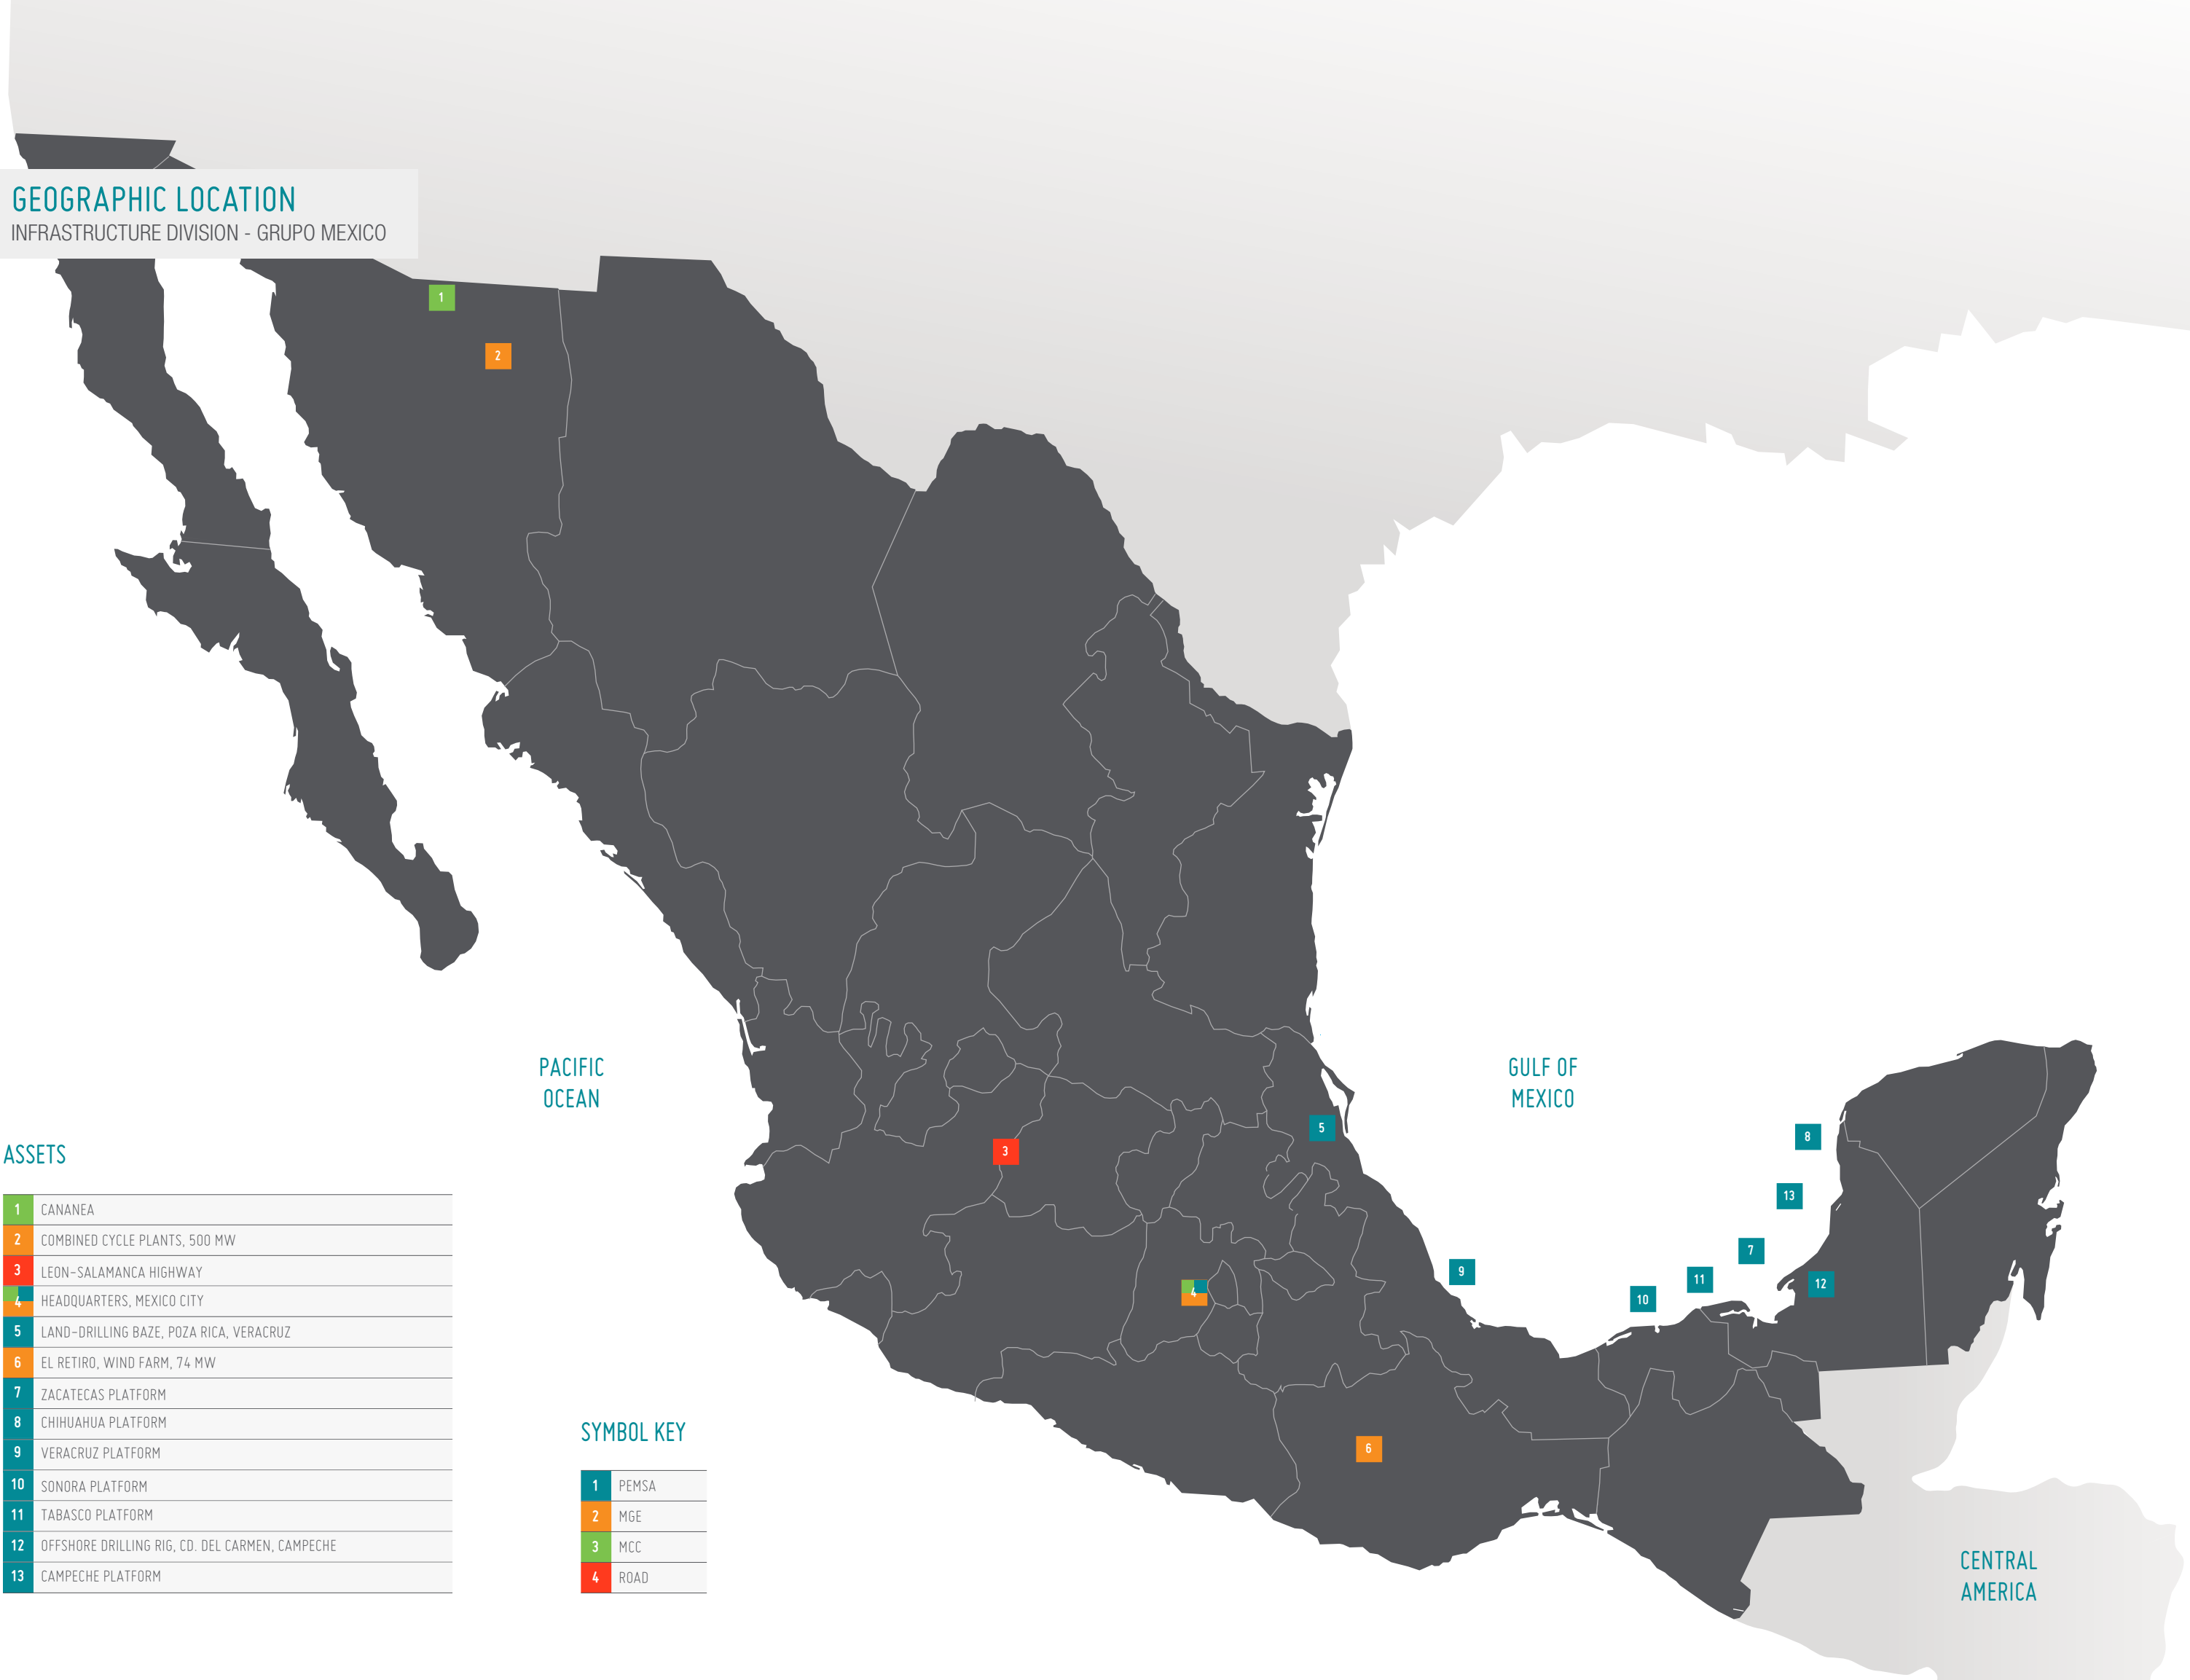 GEOGRAPHIC LOCATION
INFRASTRUCTURE DIVISION - GRUPO MEXICO
1
2
3
4
5
6
7
8
9
10
11
12
13
PACIFIC
OCEAN
GULF OF
MEXICO
CENTRAL
AMERICA
ASSETS
1 CANANEA
2 COMBINED CYCLE PLANTS, 500 MW
3 LEON-SALAMANCA HIGHWAY
4 HEADQUARTERS, MEXICO CITY
5 LAND-DRILLING BAZE, POZA RICA, VERACRUZ
6 EL RETIRO, WIND FARM, 74 MW
7 ZACATECAS PLATFORM
8 CHIHUAHUA PLATFORM
9 VERACRUZ PLATFORM
10 SONORA PLATFORM
11 TABASCO PLATFORM
12 OFFSHORE DRILLING RIG, CD. DEL CARMEN, CAMPECHE
13 CAMPECHE PLATFORM
SYMBOL KEY
1 PEMSA
2 MGE
3 MCC
4 ROAD